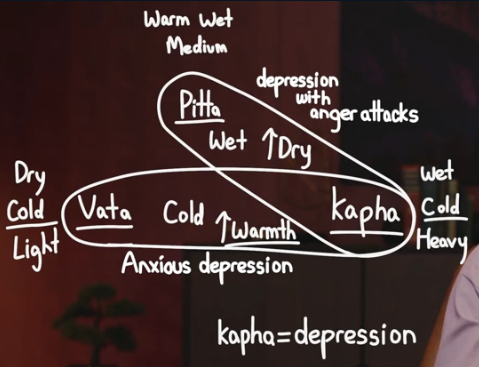 Warm Wet
Medium
depression
with
anger attacks
Pitta
Wet ↑Dry
Dry
Cold
Light
Vata Cold ↑Warmth kapha
Wet
Cold
Heavy
Anxious depression
kapha=depression